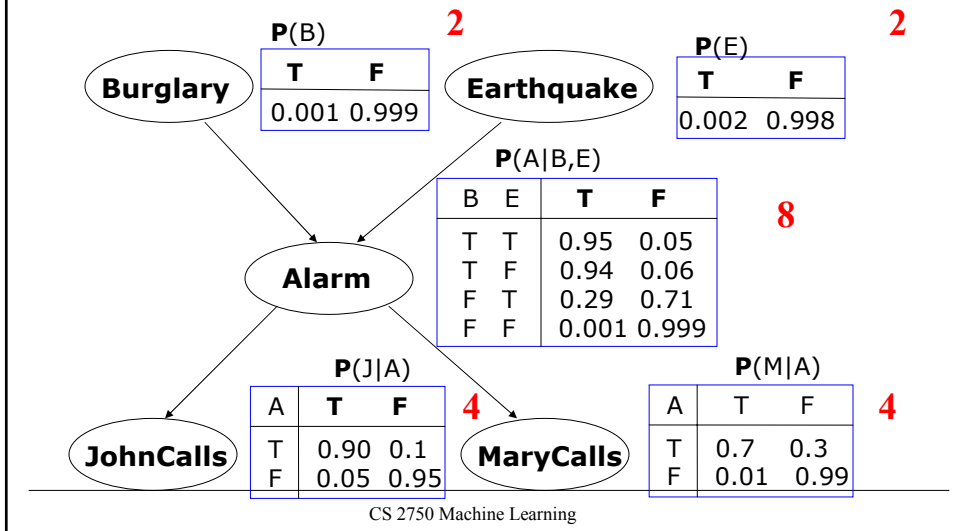 P(B) 2 2
P(E)
Burglary T F Earthquake T F
0.001 0.999 0.002 0.998
P(A|B,E)
B E T F 8
T T 0.95 0.05
T F 0.94 0.06
Alarm
F T 0.29 0.71
F F 0.001 0.999
P(J|A) P(M|A)
A T F 4 A T F 4
JohnCalls T 0.90 0.1 MaryCalls T 0.7 0.3
F 0.05 0.95 F 0.01 0.99
CS 2750 Machine Learning